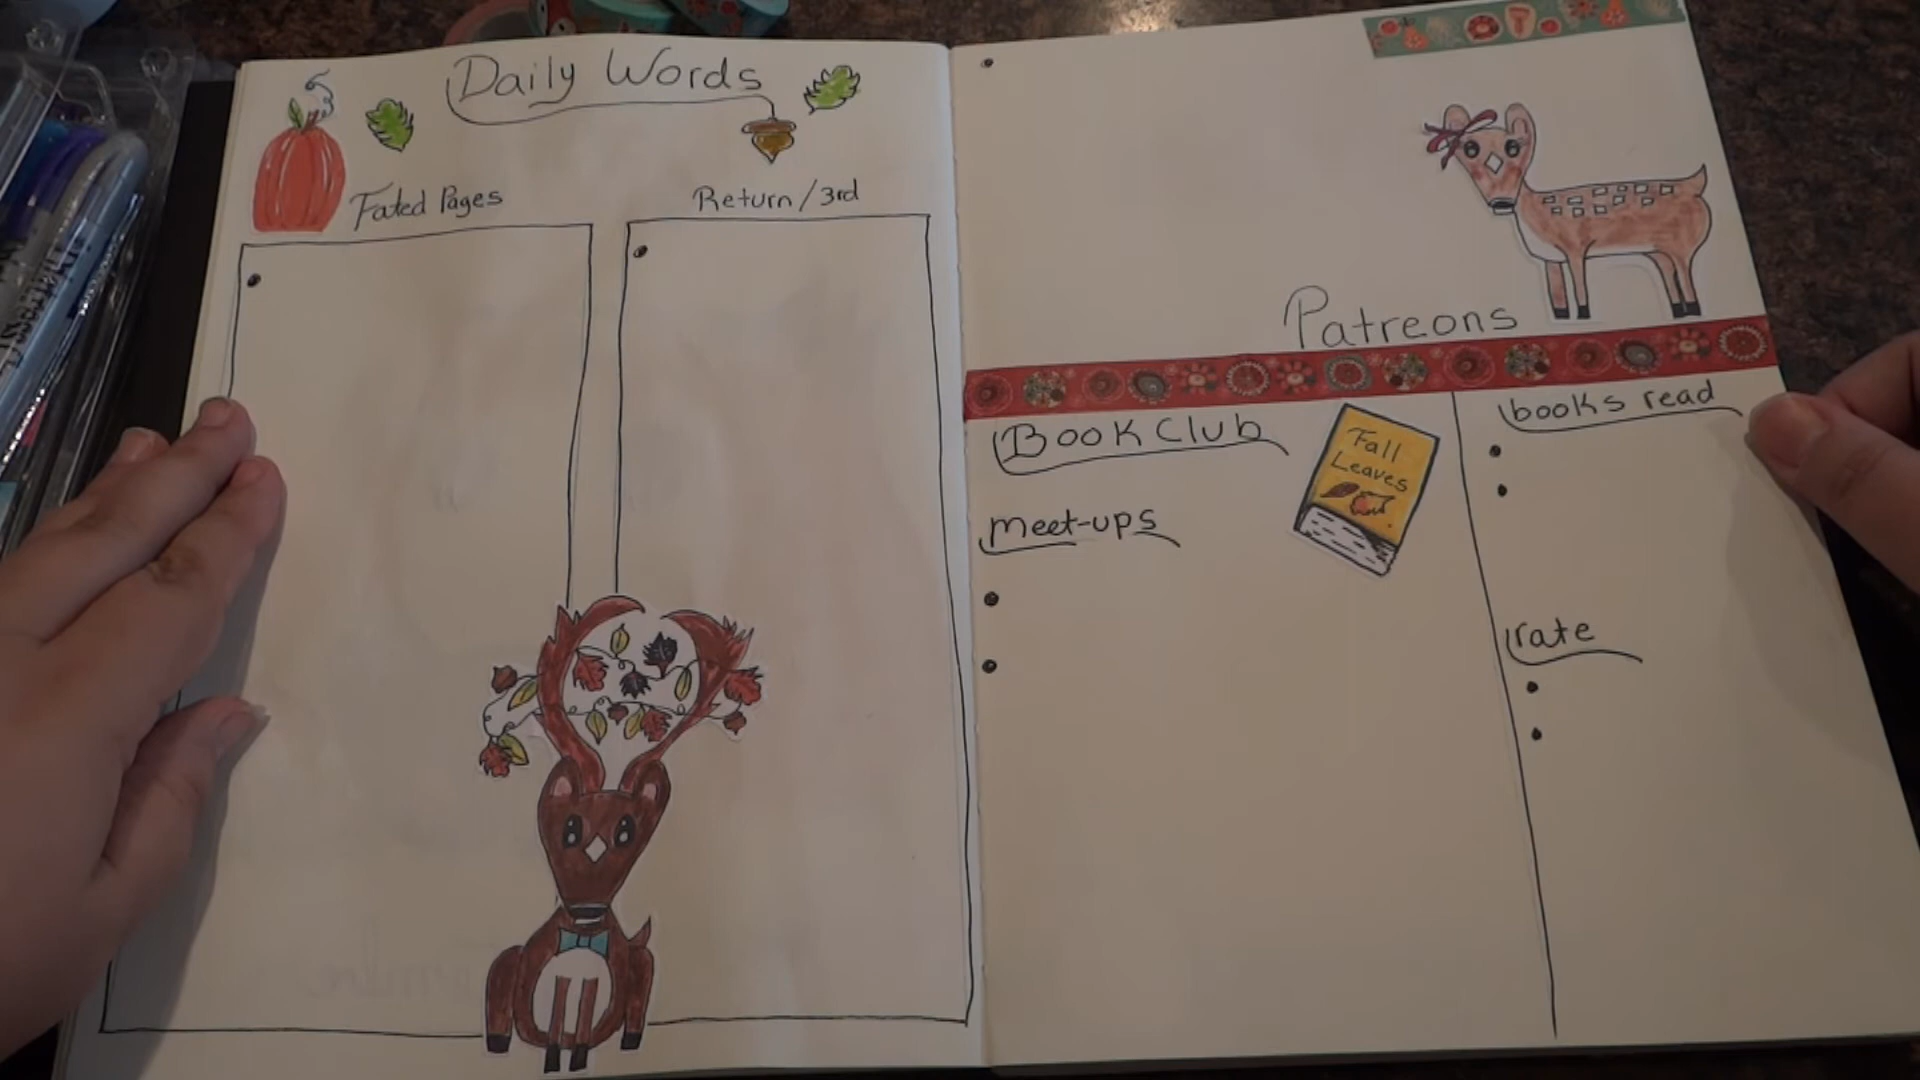 Daily Words
Fated Pages
Return/3rd
Patreons
Book Club
Fall
Leaves
meet-ups
books read
rate